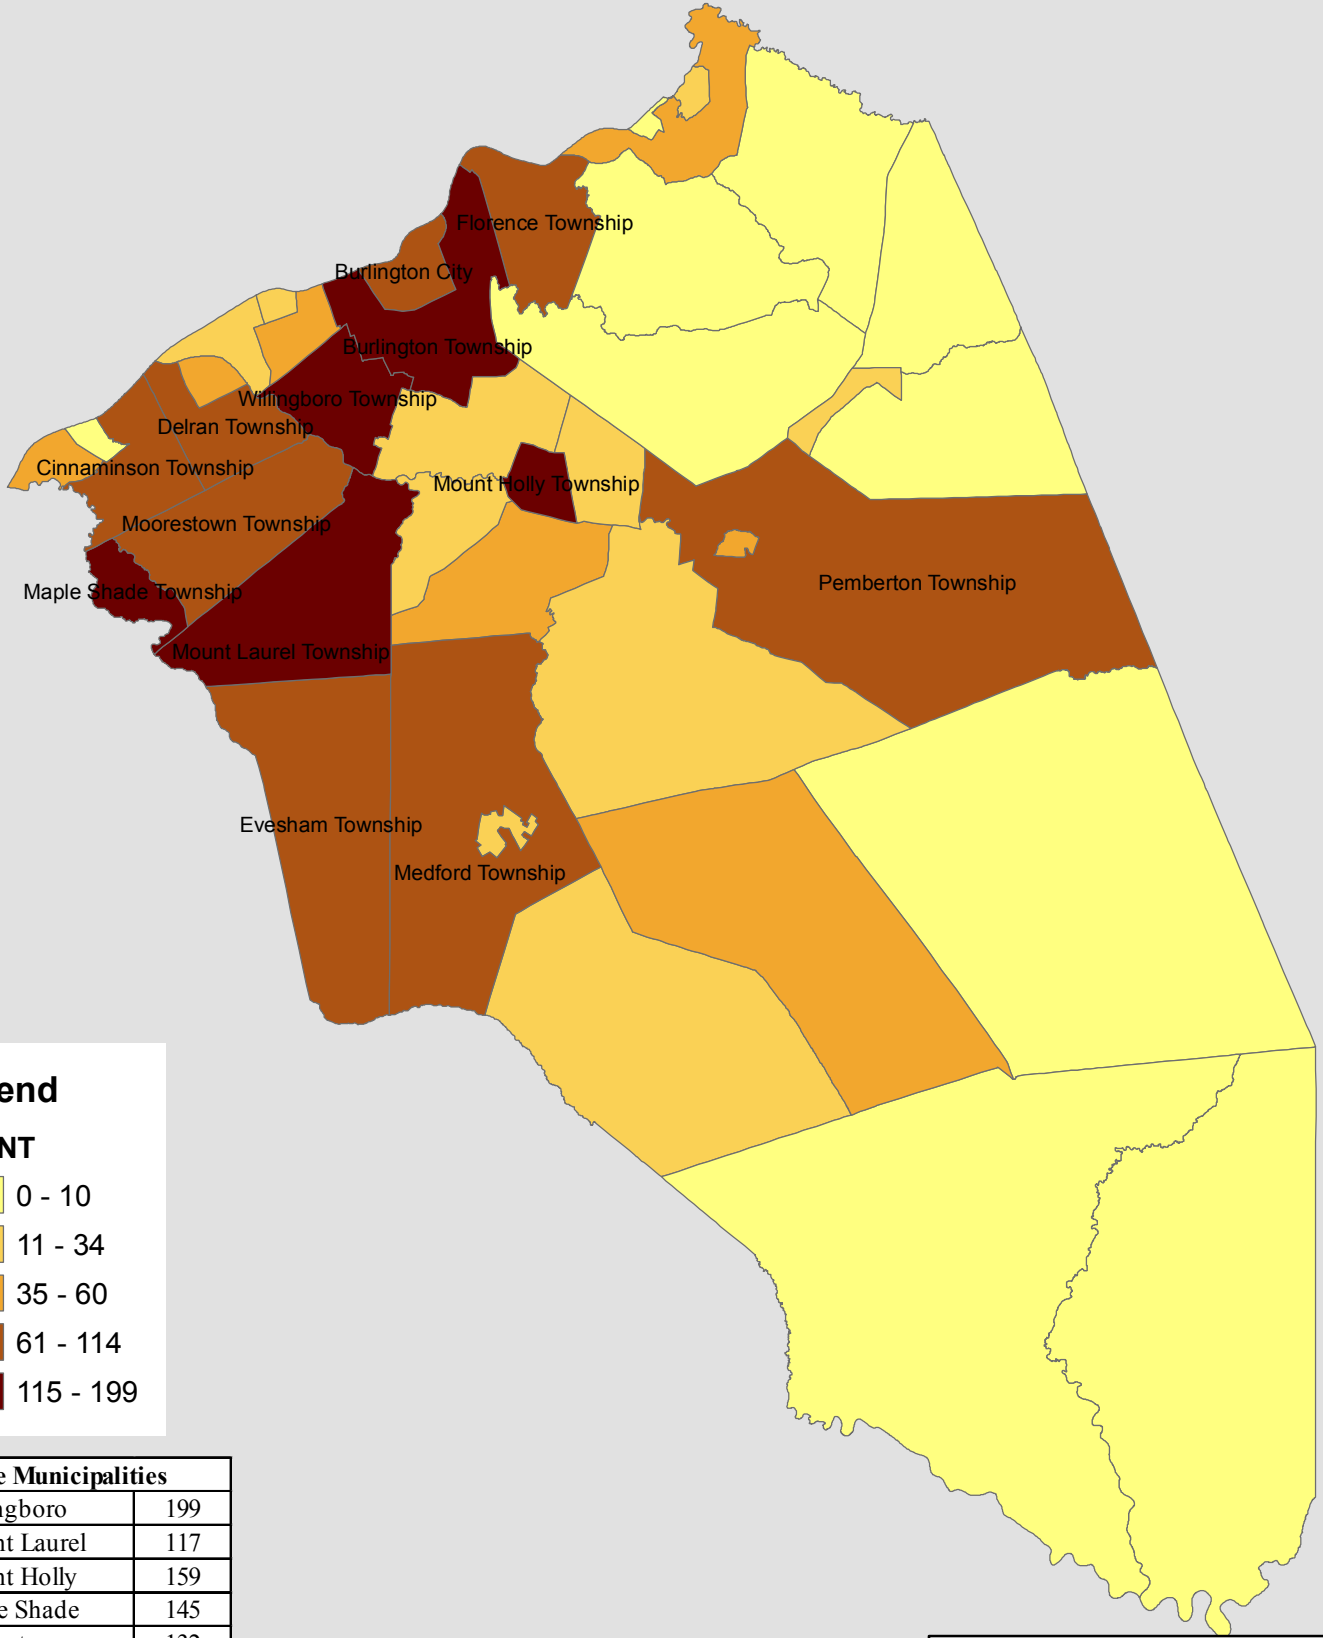 Florence Township
Burlington City
Burlington Township
Willingboro Township
Delran Township
Cinnaminson Township
Mount Holly Township
Moorestown Township
Pemberton Township
Maple Shade Township
Mount Laurel Township
Evesham Township
Medford Township
end
NT
0 - 10
11 - 34
35 - 60
61 - 114
115 - 199
e Municipalities
ngboro 199
nt Laurel 117
nt Holly 159
e Shade 145